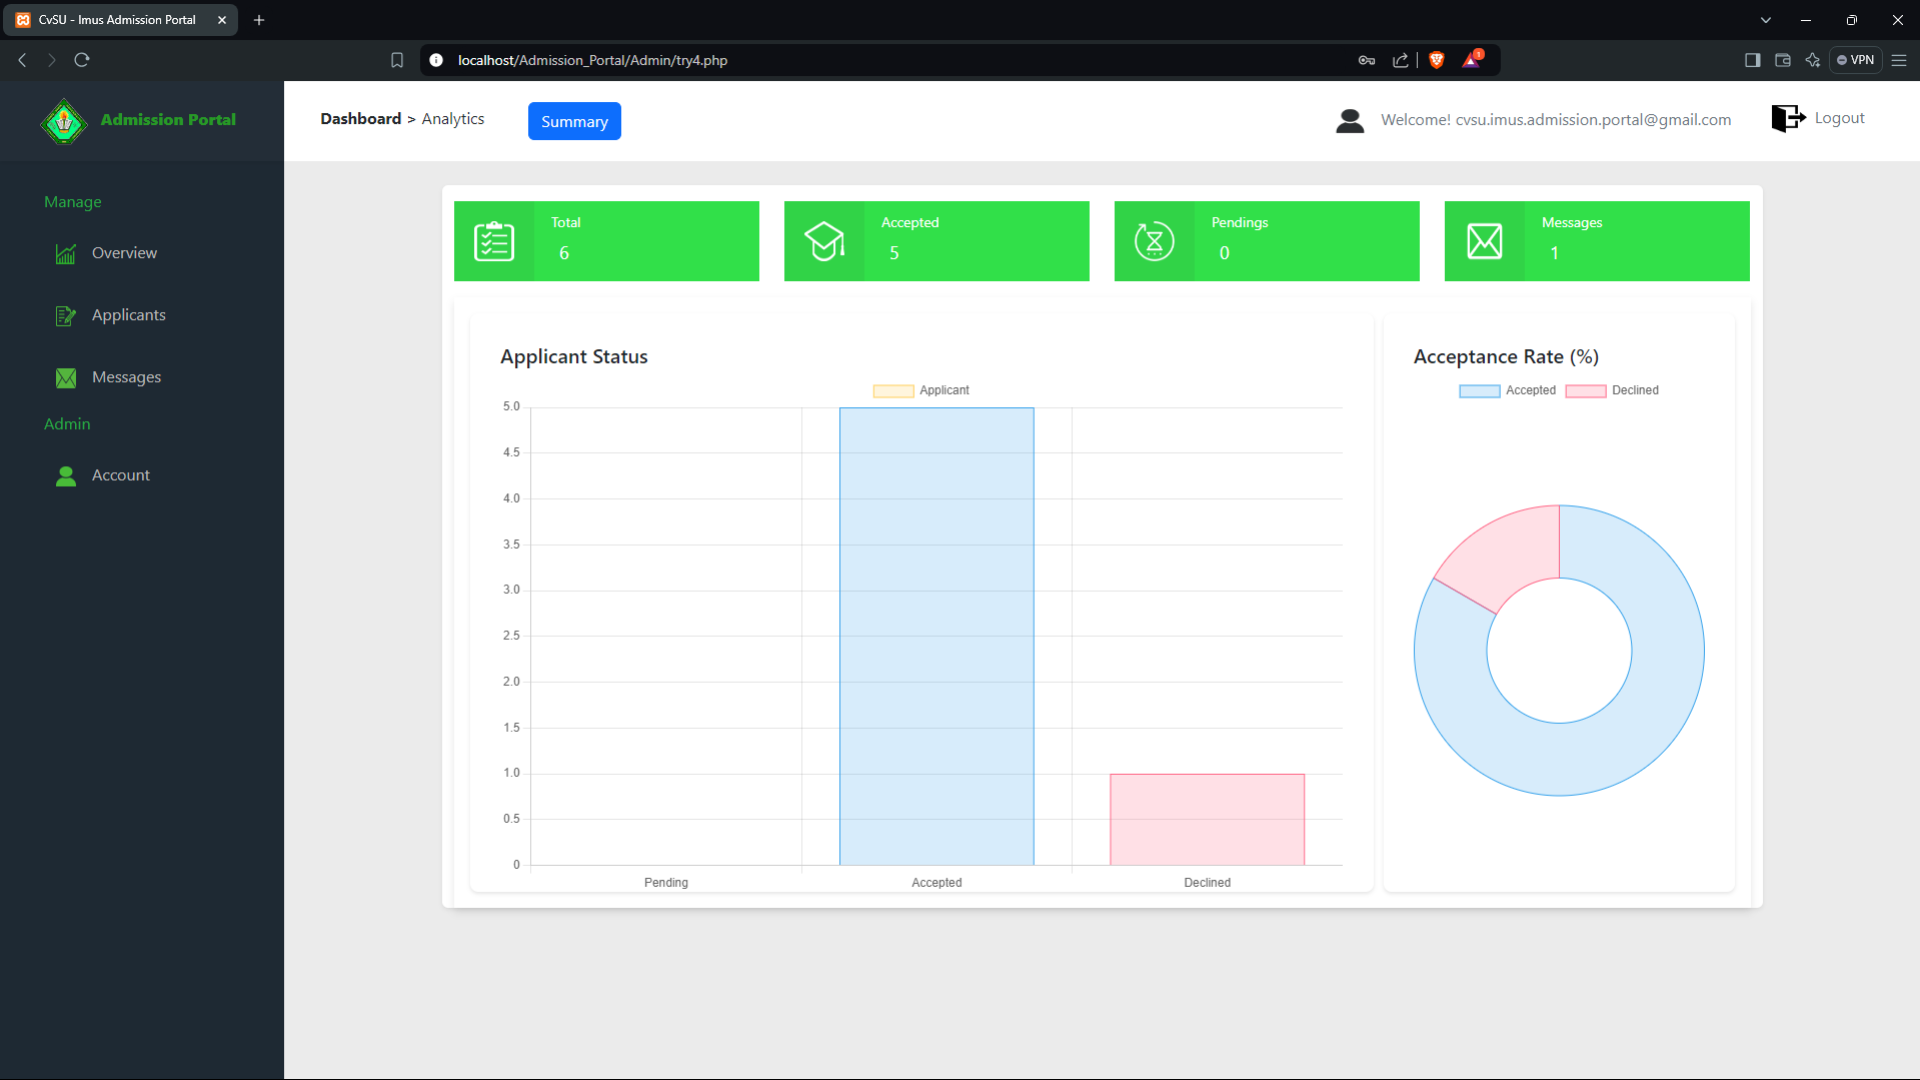 CvSU - Imus Admission Portal
localhost/Admission_Portal/Admin/try4.php
1
VPN
Admission Portal
Dashboard > Analytics
Summary
Welcome! cvsu.imus.admission.portal@gmail.com
Logout
Manage
Overview
Applicants
Messages
Admin
Account
Total
6
Accepted
5
Pendings
0
Messages
1
Applicant Status
Applicant
5.0
4.5
4.0
3.5
3.0
2.5
2.0
1.5
1.0
0.5
0
Pending
Accepted
Declined
Acceptance Rate (%)
Accepted
Declined